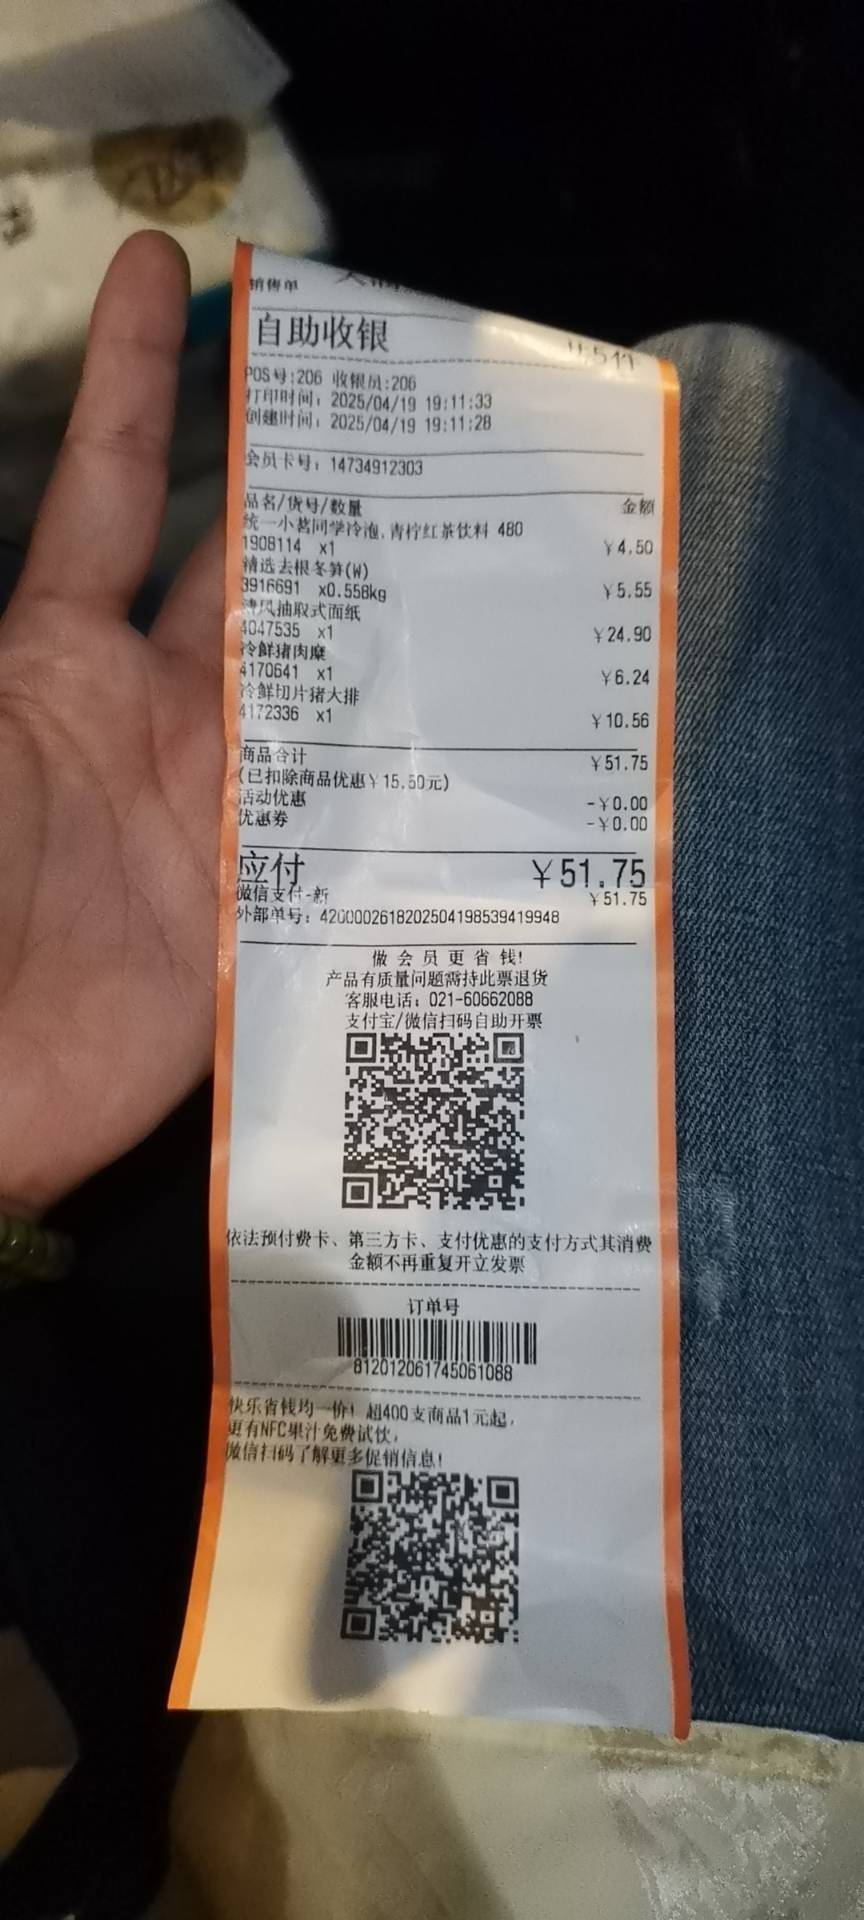 销售单
自助收银
POS号:206 收银员:206
打印时间: 2025/04/19 19:11:33
创建时间: 2025/04/19 19:11:28
会员卡号: 14734912303
品名/货号/数量 金额
统一小茗同学冷泡.青柠红茶饮料 480
1908114 x1 ¥4.50
精选去根冬笋(W)
3916691 x0.558kg ¥5.55
清风抽取式面纸
4047535 x1 ¥24.90
冷鲜猪肉糜
4170641 x1 ¥6.24
冷鲜切片猪大排
4172336 x1 ¥10.56
商品合计 ¥51.75
(已扣除商品优惠¥15.50元)
活动优惠 -¥0.00
优惠券 -¥0.00
应付 ¥51.75
微信支付-新 ¥51.75
外部单号: 4200002618202504198539419948
做会员更省钱!
产品有质量问题需持此票退货
客服电话: 021-60662088
支付宝/微信扫码自助开票
依法预付费卡、第三方卡、支付优惠的支付方式其消费
金额不再重复开立发票
订单号
812012061745061088
快乐省钱均一价! 超400支商品1元起,
更有NFC果汁免费试饮,
微信扫码了解更多促销信息!